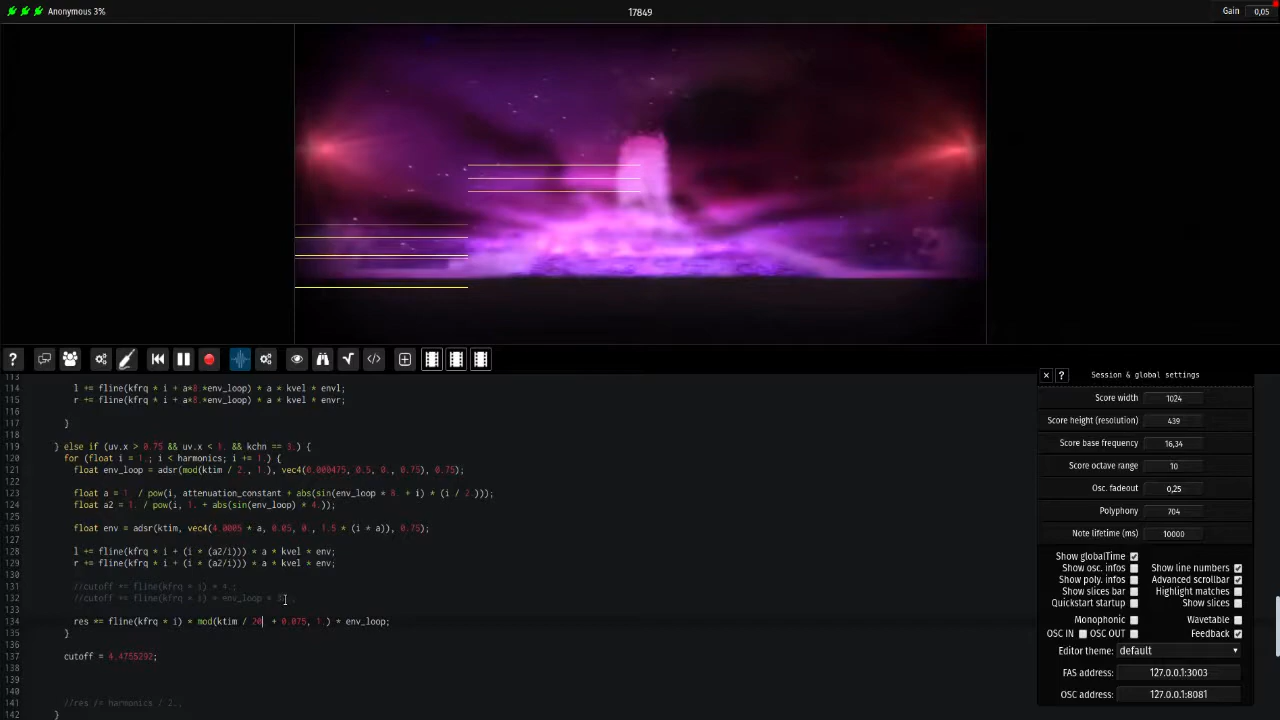 Anonymous 3%
17849
Gain 0,05
113
114 l += fline(kfrq * i + a*8.*env_loop) * a * kvel * envl;
115 r += fline(kfrq * i + a*8.*env_loop) * a * kvel * envr;
116
117 }
118
119 } else if (uv.x > 0.75 && uv.x < 1. && kchn == 3.) {
120 for (float i = 1.; i < harmonics; i += 1.) {
121 float env_loop = adsr(mod(ktim / 2., 1.), vec4(0.000475, 0.5, 0., 0.75), 0.75);
122
123 float a = 1. / pow(i, attenuation_constant + abs(sin(env_loop * 8. + i) * (i / 2.)));
124 float a2 = 1. / pow(i, 1. + abs(sin(env_loop) * 4.));
125
126 float env = adsr(ktim, vec4(4.0005 * a, 0.05, 0., 1.5 * (i * a)), 0.75);
127
128 l += fline(kfrq * i + (i * (a2/i))) * a * kvel * env;
129 r += fline(kfrq * i + (i * (a2/i))) * a * kvel * env;
130
131 //cutoff *= fline(kfrq * i) * 4.;
132 //cutoff *= fline(kfrq * i) * env_loop *
133
134 res *= fline(kfrq * i) * mod(ktim / 20 + 0.075, 1.) * env_loop;
135 }
136
137 cutoff = 4.4755292;
138
139
140
141 //res /= harmonics / 2.;
142 }
Session & global settings
Score width 1024
Score height (resolution) 439
Score base frequency 16,34
Score octave range 10
Osc. fadeout 0,25
Polyphony 704
Note lifetime (ms) 10000
Show globalTime
Show osc. infos Show line numbers
Show poly. infos Advanced scrollbar
Show slices bar Highlight matches
Quickstart startup Show slices
Monophonic Wavetable
OSC IN OSC OUT Feedback
Editor theme: default
FAS address: 127.0.0.1:3003
OSC address: 127.0.0.1:8081